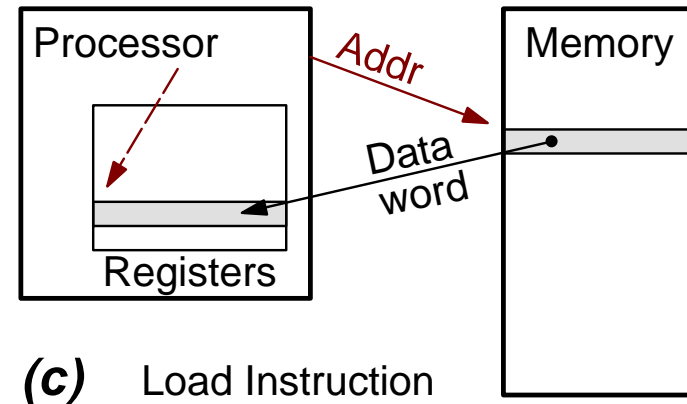 Processor
Addr
Memory
Data
word
Registers
(c) Load Instruction